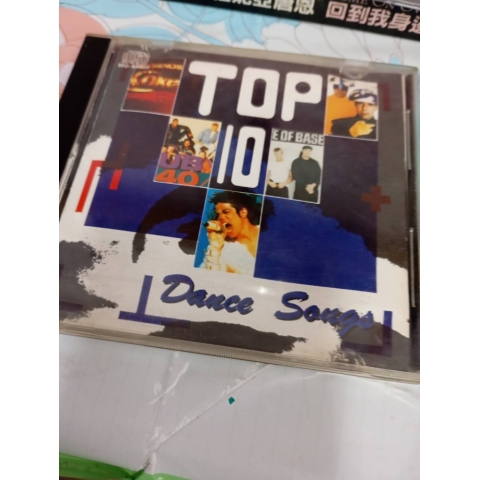 回到我身邊
TOP
10
E OF BASE
UB
40
Dance Songs